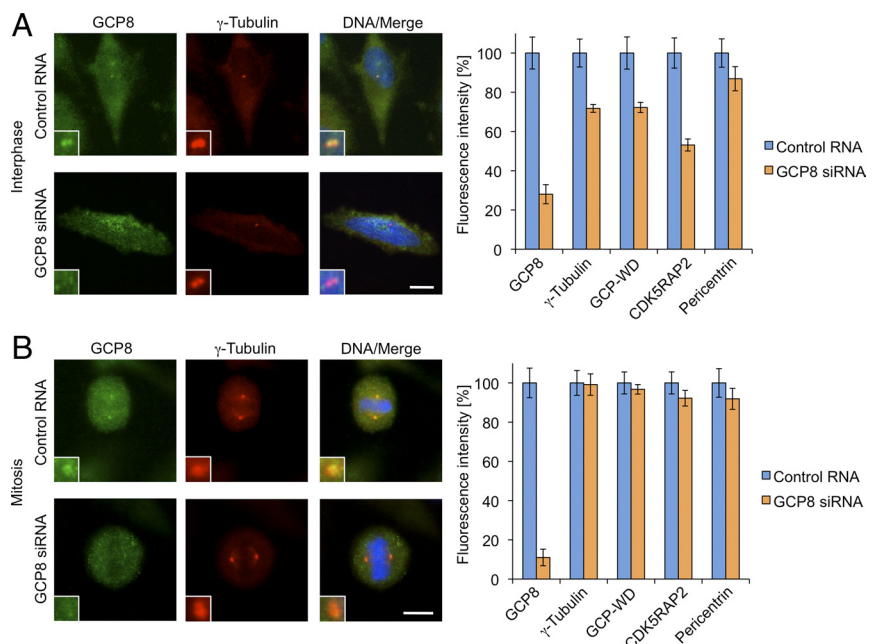 A
GCP8
γ-Tubulin
DNA/Merge
Interphase
Control RNA
GCP8 siRNA
Fluorescence intensity [%]
100
80
60
40
20
0
GCP8
γ-Tubulin
GCP-WD
CDK5RAP2
Pericentrin
Control RNA
GCP8 siRNA
B
GCP8
γ-Tubulin
DNA/Merge
Mitosis
Control RNA
GCP8 siRNA
Fluorescence intensity [%]
100
80
60
40
20
0
GCP8
γ-Tubulin
GCP-WD
CDK5RAP2
Pericentrin
Control RNA
GCP8 siRNA